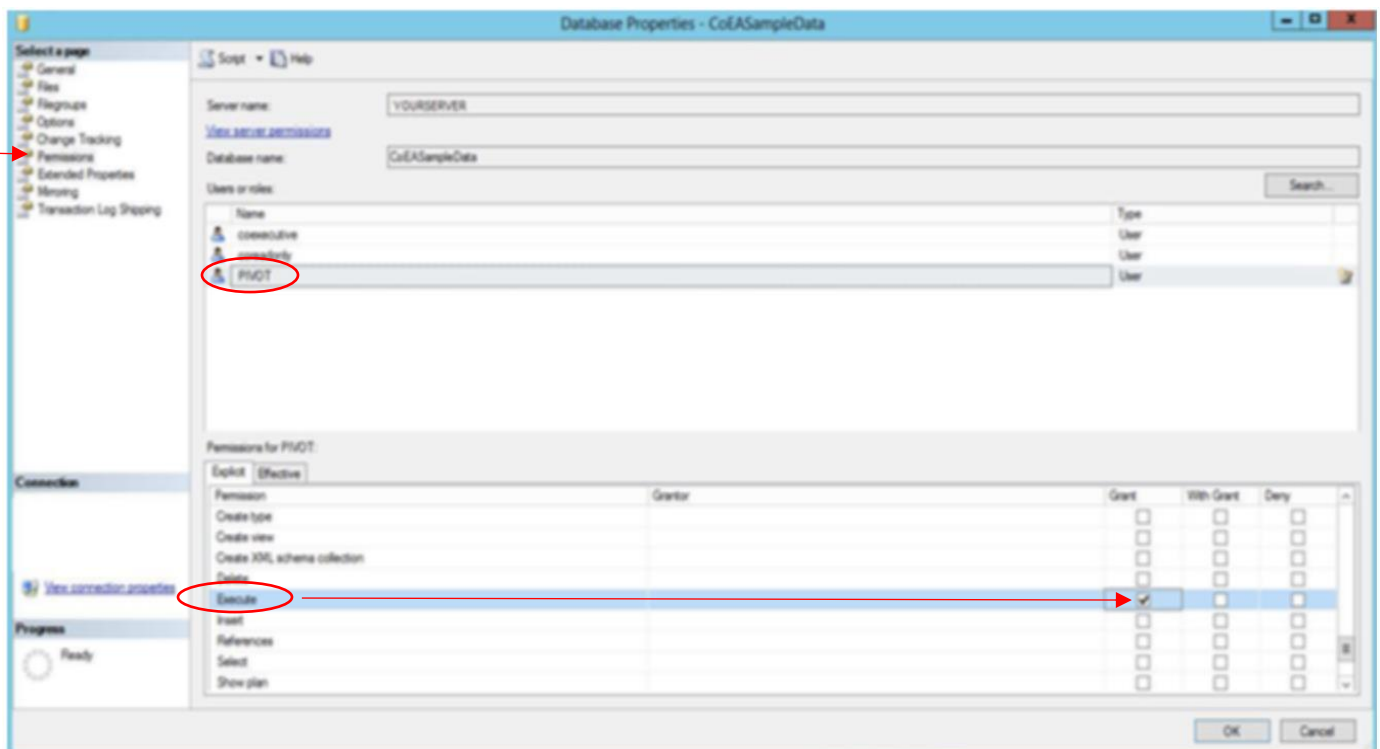 Database Properties - CoEASampleData
Select a page
General
Files
Filegroups
Options
Change Tracking
Permissions
Extended Properties
Mirroring
Transaction Log Shipping
Script Help
Server name: YOURSERVER
View server permissions
Database name: CoEASampleData
Users or roles: Search...
Name Type
coexecutive User
coreadonly User
PIVOT User
Permissions for PIVOT:
Explicit Effective
Permission Grantor Grant With Grant Deny
Create type
Create view
Create XML schema collection
Delete
Execute
Insert
References
Select
Show plan
Connection
View connection properties
Progress
Ready
OK Cancel